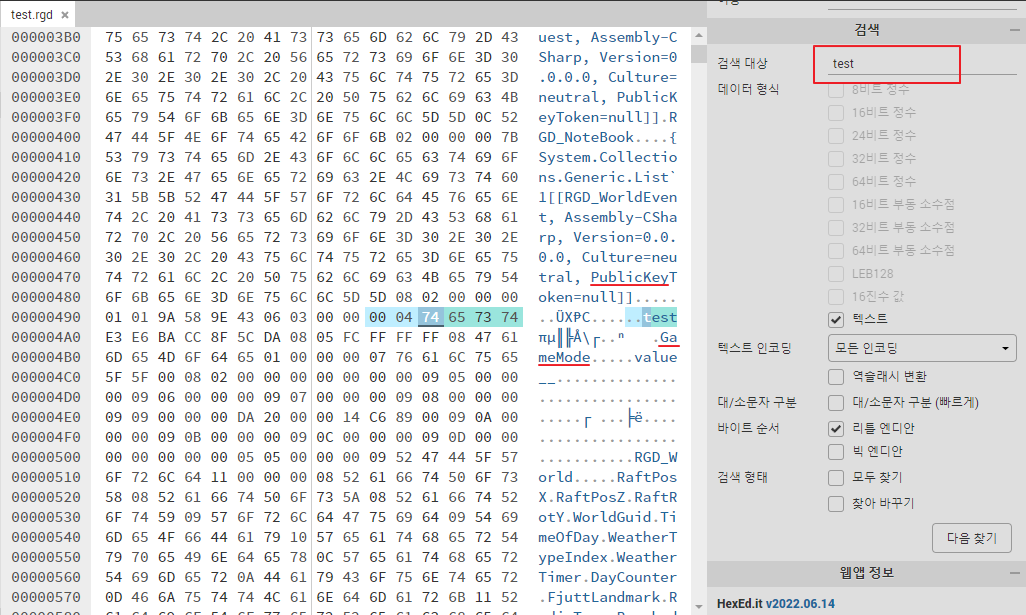 test.rgd ×
000003B0 75 65 73 74 2C 20 41 73 73 65 6D 62 6C 79 2D 43 uest, Assembly-C
000003C0 53 68 61 72 70 2C 20 56 65 72 73 69 6F 6E 3D 30 Sharp, Version=0
000003D0 2E 30 2E 30 2E 30 2C 20 43 75 6C 74 75 72 65 3D .0.0.0, Culture=
000003E0 6E 65 75 74 72 61 6C 2C 20 50 75 62 6C 69 63 4B neutral, PublicK
000003F0 65 79 54 6F 6B 65 6E 3D 6E 75 6C 6C 5D 5D 0C 52 eyToken=null]].R
00000400 47 44 5F 4E 6F 74 65 42 6F 6F 6B 02 00 00 00 7B GD_NoteBook....{
00000410 53 79 73 74 65 6D 2E 43 6F 6C 6C 65 63 74 69 6F System.Collectio
00000420 6E 73 2E 47 65 6E 65 72 69 63 2E 4C 69 73 74 60 ns.Generic.List`
00000430 31 5B 5B 52 47 44 5F 57 6F 72 6C 64 45 76 65 6E 1[[RGD_WorldEven
00000440 74 2C 20 41 73 73 65 6D 62 6C 79 2D 43 53 68 61 t, Assembly-CSha
00000450 72 70 2C 20 56 65 72 73 69 6F 6E 3D 30 2E 30 2E rp, Version=0.0.
00000460 30 2E 30 2C 20 43 75 6C 74 75 72 65 3D 6E 65 75 0.0, Culture=neu
00000470 74 72 61 6C 2C 20 50 75 62 6C 69 63 4B 65 79 54 tral, PublicKeyT
00000480 6F 6B 65 6E 3D 6E 75 6C 6C 5D 5D 08 02 00 00 00 oken=null]].....
00000490 01 01 9A 58 9E 43 06 03 00 00 00 04 74 65 73 74 ..ÜX₧C......test
000004A0 E3 E6 BA CC 8F 5C DA 08 05 FC FF FF FF 08 47 61 πµ║╠Å\┌..ⁿ   .Ga
000004B0 6D 65 4D 6F 64 65 01 00 00 00 07 76 61 6C 75 65 meMode.....value
000004C0 5F 5F 00 08 02 00 00 00 00 00 00 00 09 05 00 00 __..............
000004D0 00 09 06 00 00 00 09 07 00 00 00 09 08 00 00 00 ................
000004E0 09 09 00 00 00 DA 20 00 00 14 C6 89 00 09 0A 00 .....┌ ...╞ë....
000004F0 00 00 09 0B 00 00 00 09 0C 00 00 00 09 0D 00 00 ................
00000500 00 00 00 00 00 05 05 00 00 00 09 52 47 44 5F 57 ...........RGD_W
00000510 6F 72 6C 64 11 00 00 00 08 52 61 66 74 50 6F 73 orld.....RaftPos
00000520 58 08 52 61 66 74 50 6F 73 5A 08 52 61 66 74 52 X.RaftPosZ.RaftR
00000530 6F 74 59 09 57 6F 72 6C 64 47 75 69 64 09 54 69 otY.WorldGuid.Ti
00000540 6D 65 4F 66 44 61 79 10 57 65 61 74 68 65 72 54 meOfDay.WeatherT
00000550 79 70 65 49 6E 64 65 78 0C 57 65 61 74 68 65 72 ypeIndex.Weather
00000560 54 69 6D 65 72 0A 44 61 79 43 6F 75 6E 74 65 72 Timer.DayCounter
00000570 0D 46 6A 75 74 74 4C 61 6E 64 6D 61 72 6B 11 52 .FjuttLandmark.R
검색
검색 대상 test
데이터 형식 8비트 정수
16비트 정수
24비트 정수
32비트 정수
64비트 정수
16비트 부동 소수점
32비트 부동 소수점
64비트 부동 소수점
LEB128
16진수 값
텍스트
텍스트 인코딩 모든 인코딩
역슬래시 변환
대/소문자 구분 대/소문자 구분 (빠르게)
바이트 순서 리틀 엔디안
빅 엔디안
검색 형태 모두 찾기
찾아 바꾸기
다음 찾기
웹앱 정보
HexEd.it v2022.06.14